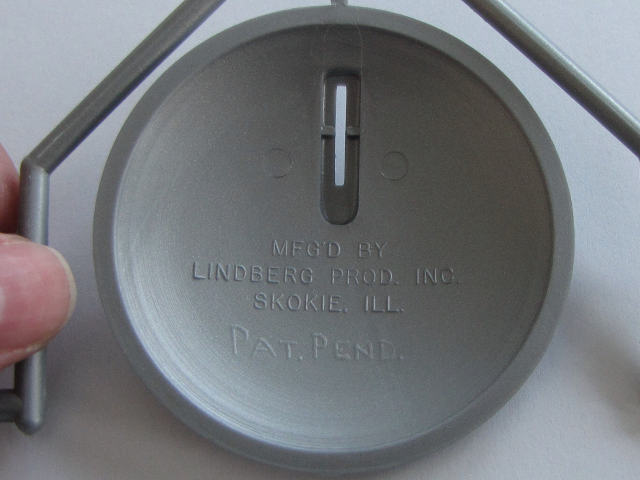 MFG'D BY
LINDBERG PROD. INC.
SKOKIE, ILL.
PAT. PEND.